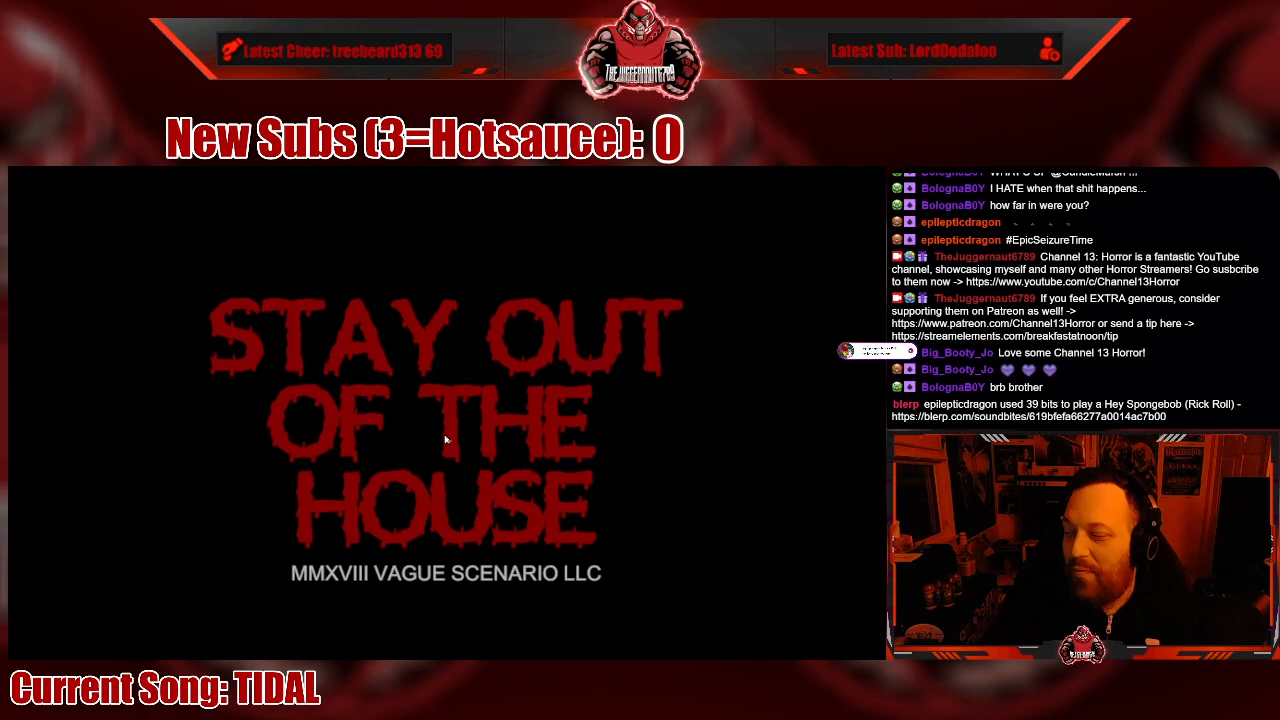 Latest Cheer: treebeard313 69
THEJUGGERNAUT6789
Latest Sub: LordOodaloo
New Subs (3=Hotsauce): 0
STAY OUT
OF THE
HOUSE
MMXVIII VAGUE SCENARIO LLC
BolognaB0Y
BolognaB0Y I HATE when that shit happens...
BolognaB0Y how far in were you?
epilepticdragon
epilepticdragon #EpicSeizureTime
TheJuggernaut6789 Channel 13: Horror is a fantastic YouTube
channel, showcasing myself and many other Horror Streamers! Go susbcribe
to them now -> https://www.youtube.com/c/Channel13Horror
TheJuggernaut6789 If you feel EXTRA generous, consider
supporting them on Patreon as well! ->
https://www.patreon.com/Channel13Horror or send a tip here ->
https://streamelements.com/breakfastatnoon/tip
Big_Booty_Jo Love some Channel 13 Horror!
Big_Booty_Jo
BolognaB0Y brb brother
blerp epilepticdragon used 39 bits to play a Hey Spongebob (Rick Roll) -
https://blerp.com/soundbites/619bfefa66277a0014ac7b00
Current Song: TIDAL